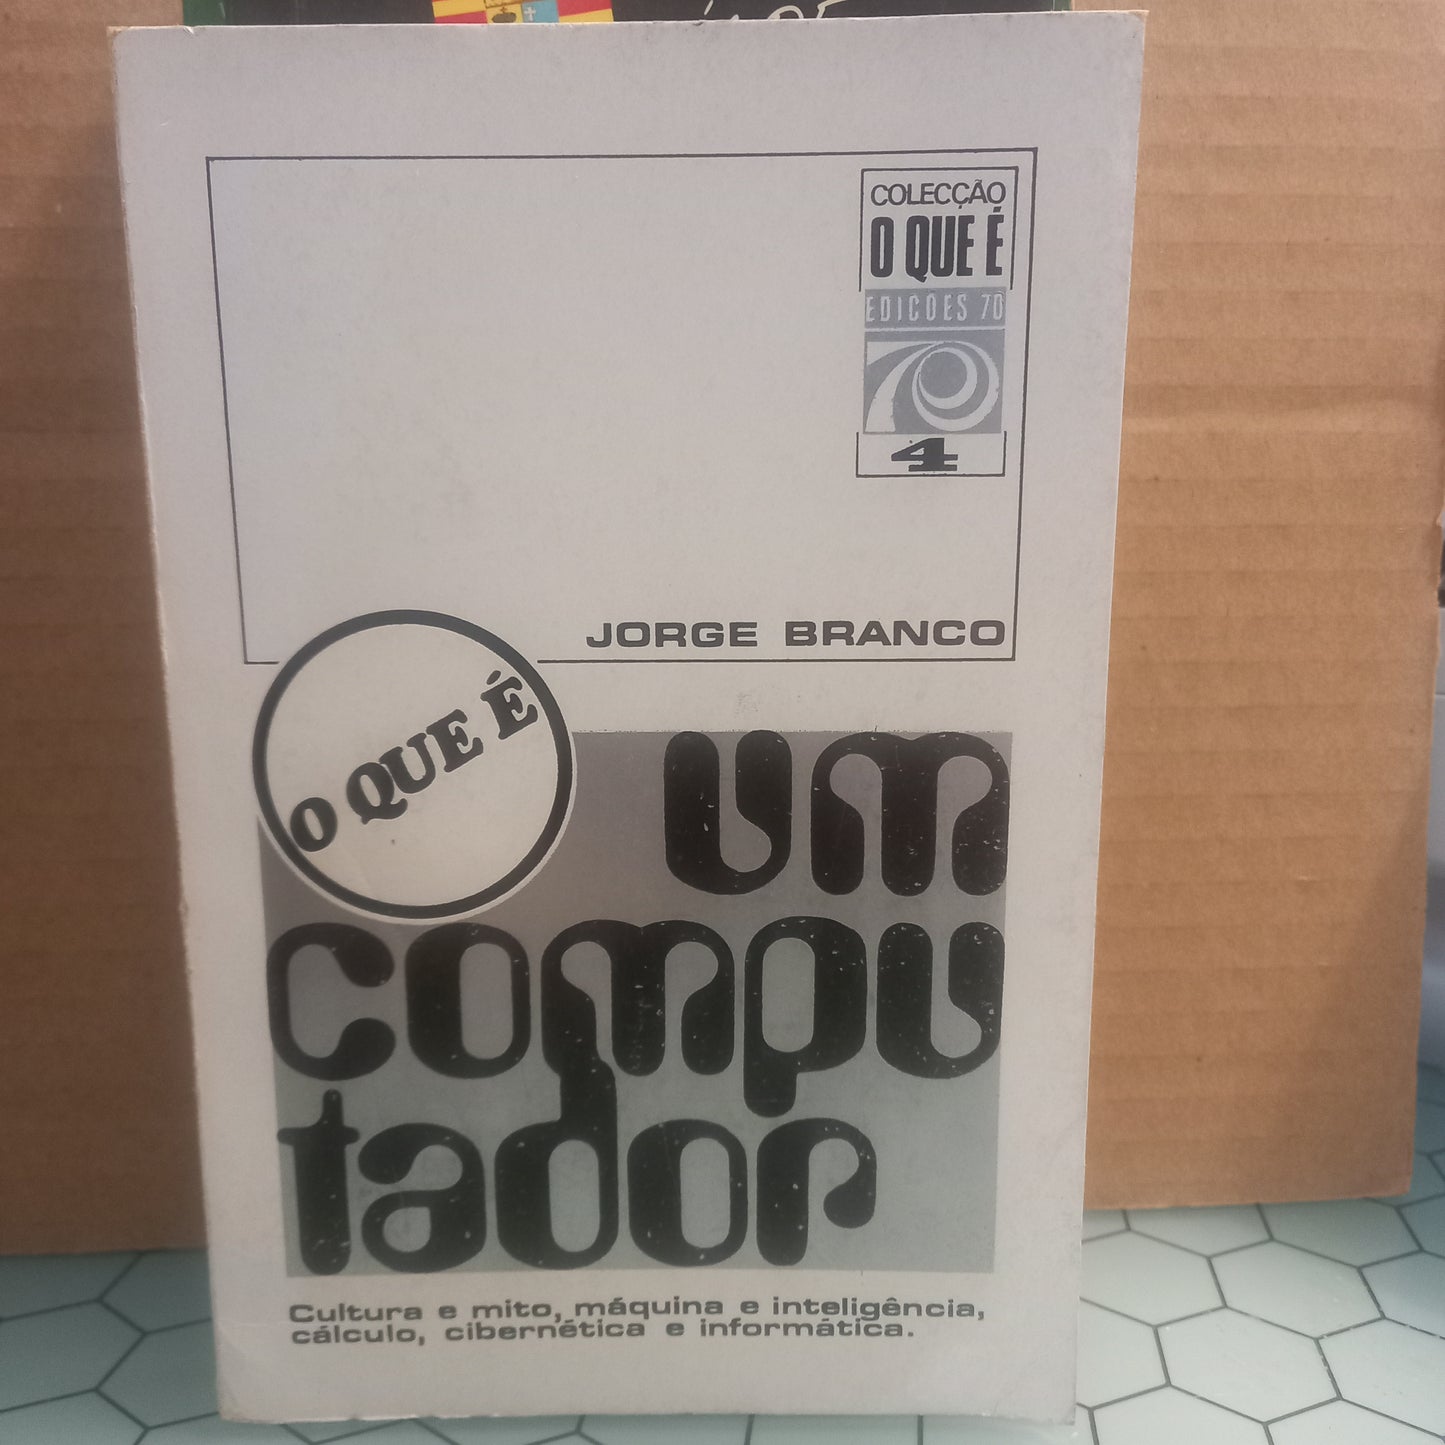 COLECÇÃO
O QUE É
EDIÇÕES 70
4
JORGE BRANCO
O QUE É
um
compu
tador
Cultura e mito, máquina e inteligência,
cálculo, cibernética e informática.